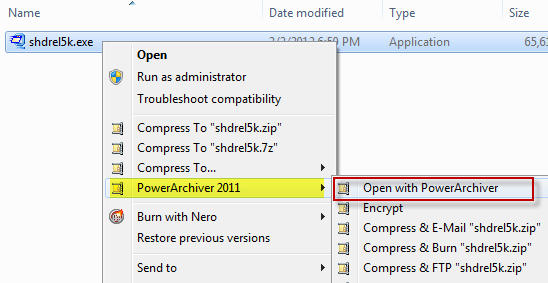 Name Date modified Type Size
shdrel5k.exe 2/2/2012 6:59 PM Application 65,6
Open
Run as administrator
Troubleshoot compatibility
Compress To "shdrel5k.zip"
Compress To "shdrel5k.7z"
Compress To...
PowerArchiver 2011
Open with PowerArchiver
Encrypt
Compress & E-Mail "shdrel5k.zip"
Compress & Burn "shdrel5k.zip"
Compress & FTP "shdrel5k.zip"
Burn with Nero
Restore previous versions
Send to